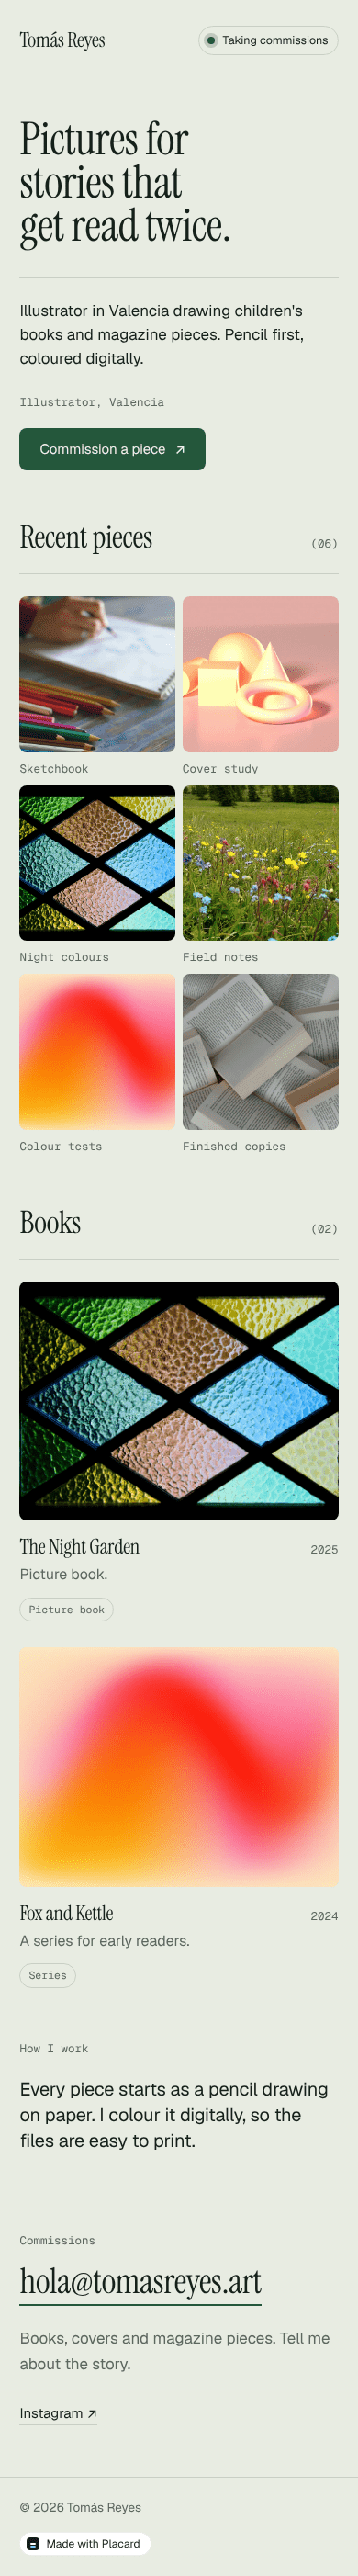 Tomás Reyes
Taking commissions
Pictures for
stories that
get read twice.
Illustrator in Valencia drawing children's
books and magazine pieces. Pencil first,
coloured digitally.
Illustrator, Valencia
Commission a piece ↗
Recent pieces
(06)
Sketchbook
Cover study
Night colours
Field notes
Colour tests
Finished copies
Books
(02)
The Night Garden
2025
Picture book.
Picture book
Fox and Kettle
2024
A series for early readers.
Series
How I work
Every piece starts as a pencil drawing
on paper. I colour it digitally, so the
files are easy to print.
Commissions
hola@tomasreyes.art
Books, covers and magazine pieces. Tell me
about the story.
Instagram ↗
© 2026 Tomás Reyes
Made with Placard